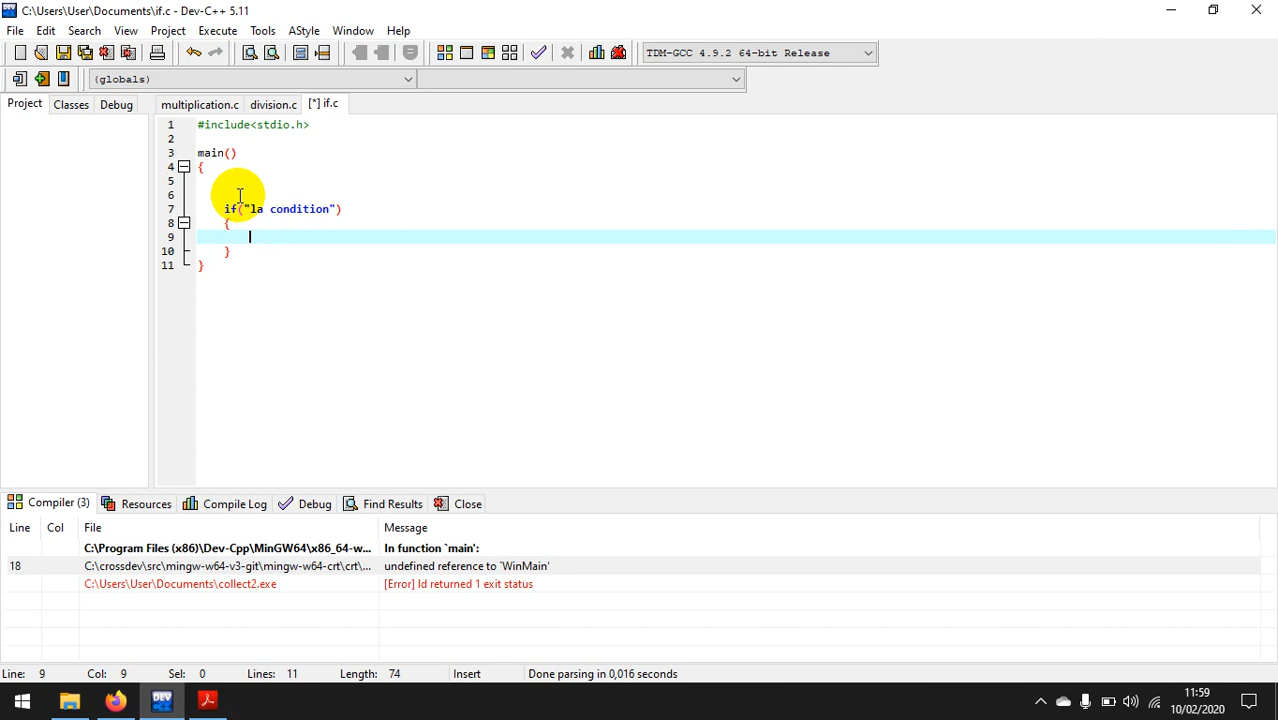 C:\Users\User\Documents\if.c - Dev-C++ 5.11
File Edit Search View Project Execute Tools AStyle Window Help
TDM-GCC 4.9.2 64-bit Release
(globals)
Project Classes Debug
multiplication.c division.c [*] if.c
1 #include<stdio.h>
2
3 main()
4 {
5
6
7 if("la condition")
8 {
9
10 }
11 }
Compiler (3) Resources Compile Log Debug Find Results Close
Line Col File Message
C:\Program Files (x86)\Dev-Cpp\MinGW64\x86_64-w... In function `main':
18 C:\crossdev\src\mingw-w64-v3-git\mingw-w64-crt\crt\... undefined reference to `WinMain'
C:\Users\User\Documents\collect2.exe [Error] ld returned 1 exit status
Line: 9 Col: 9 Sel: 0 Lines: 11 Length: 74 Insert Done parsing in 0,016 seconds
DEV
11:59
10/02/2020